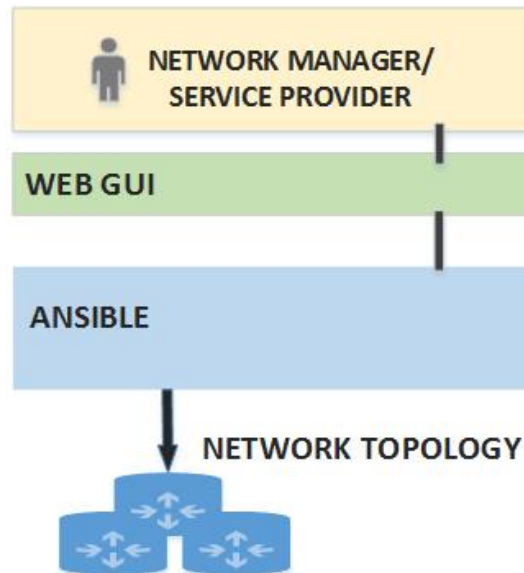 NETWORK MANAGER/
SERVICE PROVIDER
WEB GUI
ANSIBLE
NETWORK TOPOLOGY